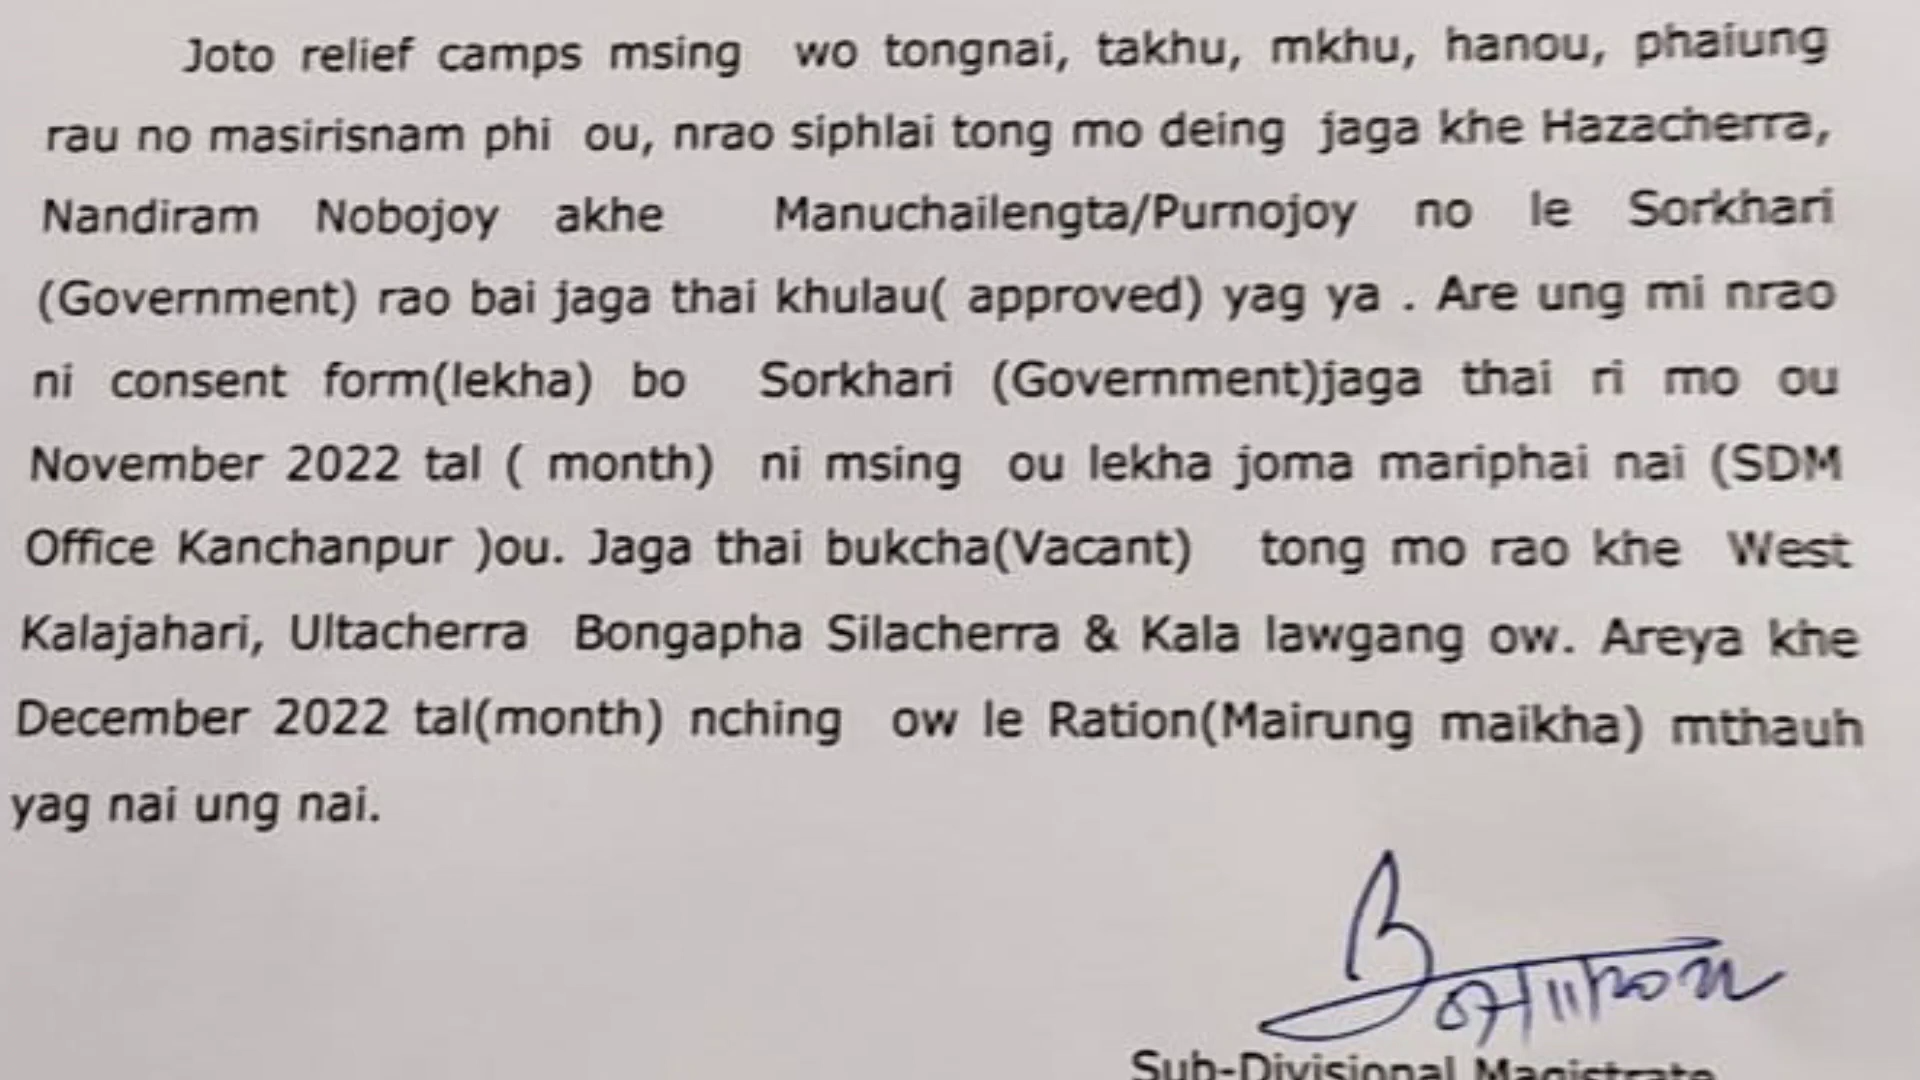 Joto relief camps msing wo tongnai, takhu, mkhu, hanou, phaiung
rau no masirisnam phi ou, nrao siphlai tong mo deing jaga khe Hazacherra,
Nandiram Nobojoy akhe Manuchailengta/Purnojoy no le Sorkhari
(Government) rao bai jaga thai khulau( approved) yag ya . Are ung mi nrao
ni consent form(lekha) bo Sorkhari (Government)jaga thai ri mo ou
November 2022 tal ( month) ni msing ou lekha joma mariphai nai (SDM
Office Kanchanpur )ou. Jaga thai bukcha(Vacant) tong mo rao khe West
Kalajahari, Ultacherra Bongapha Silacherra & Kala lawgang ow. Areya khe
December 2022 tal(month) nching ow le Ration(Mairung maikha) mthauh
yag nai ung nai.
Sub-Divisional Magistrate